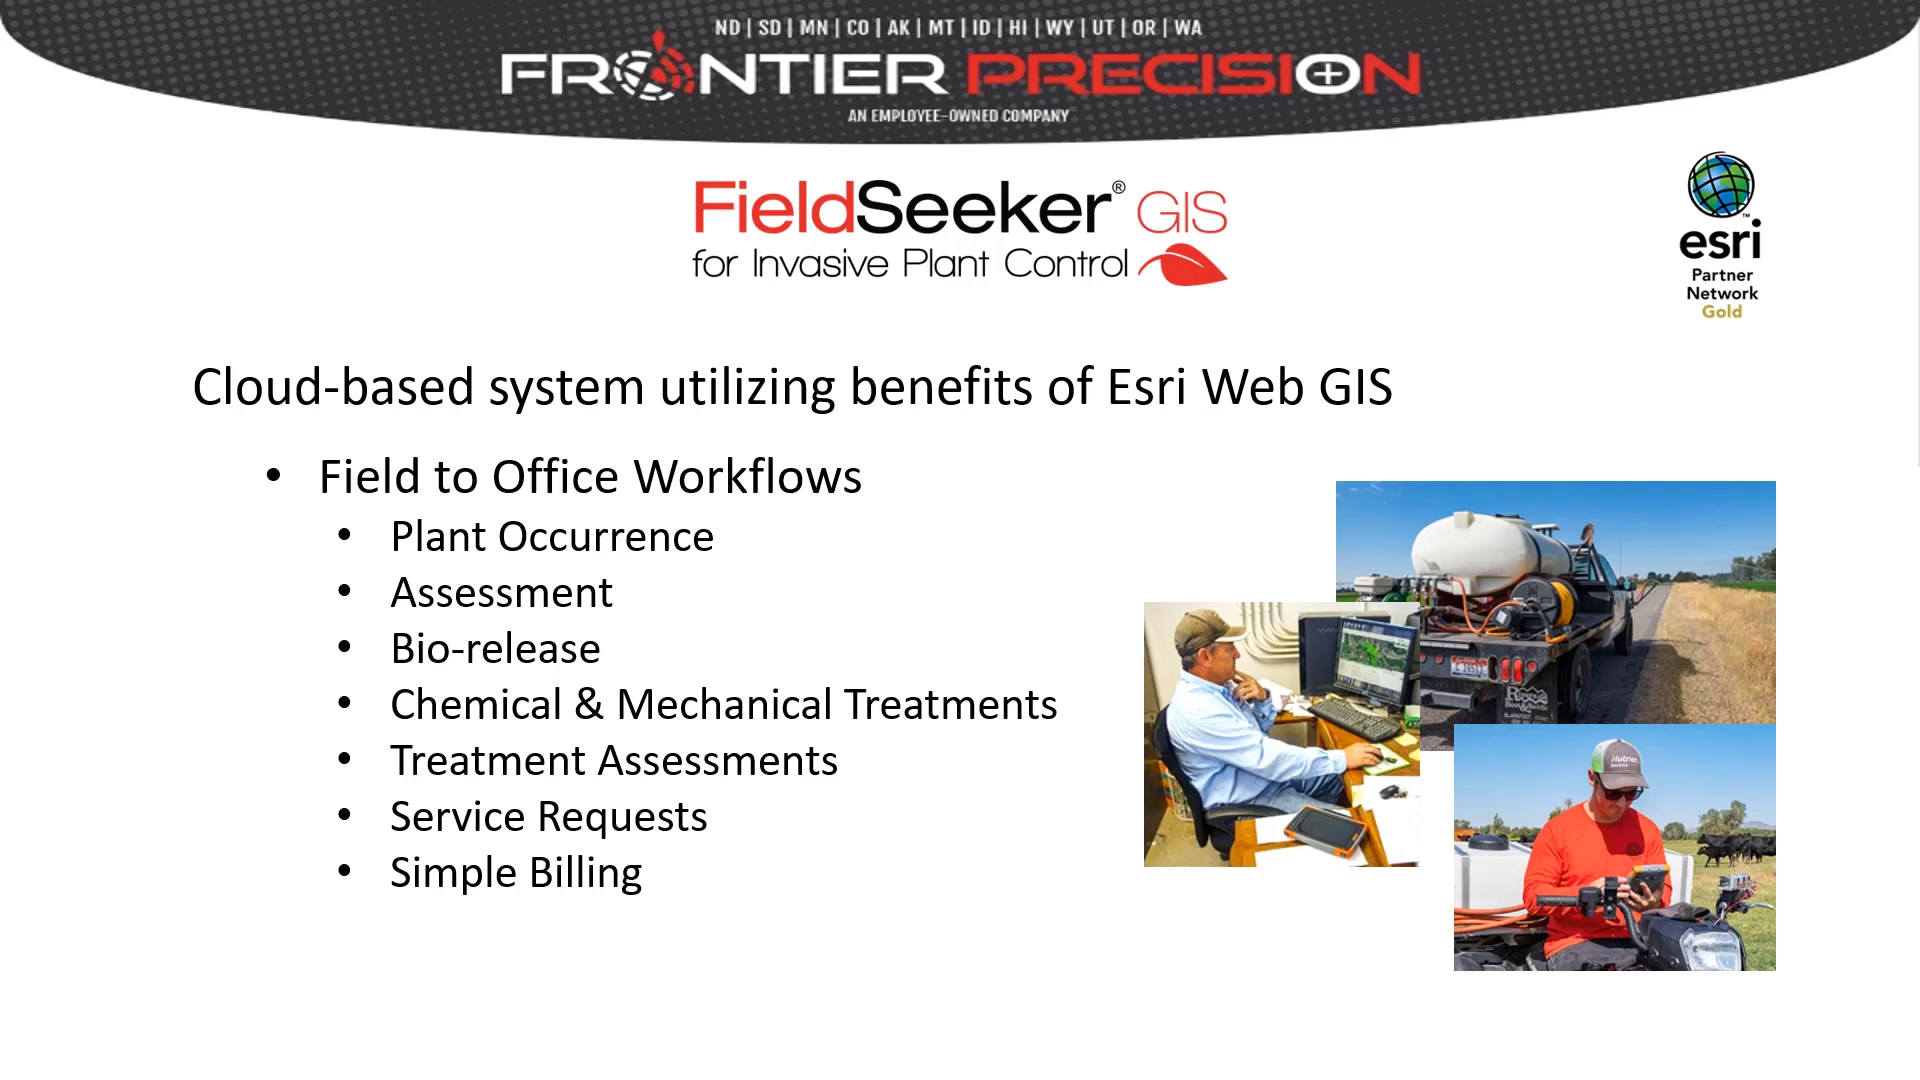 ND | SD | MN | CO | AK | MT | ID | HI | WY | UT | OR | WA
FRONTIER PRECISION
AN EMPLOYEE-OWNED COMPANY
FieldSeeker® GIS
for Invasive Plant Control
esri™
Partner
Network
Gold
Cloud-based system utilizing benefits of Esri Web GIS
• Field to Office Workflows
• Plant Occurrence
• Assessment
• Bio-release
• Chemical & Mechanical Treatments
• Treatment Assessments
• Service Requests
• Simple Billing
Nutrien